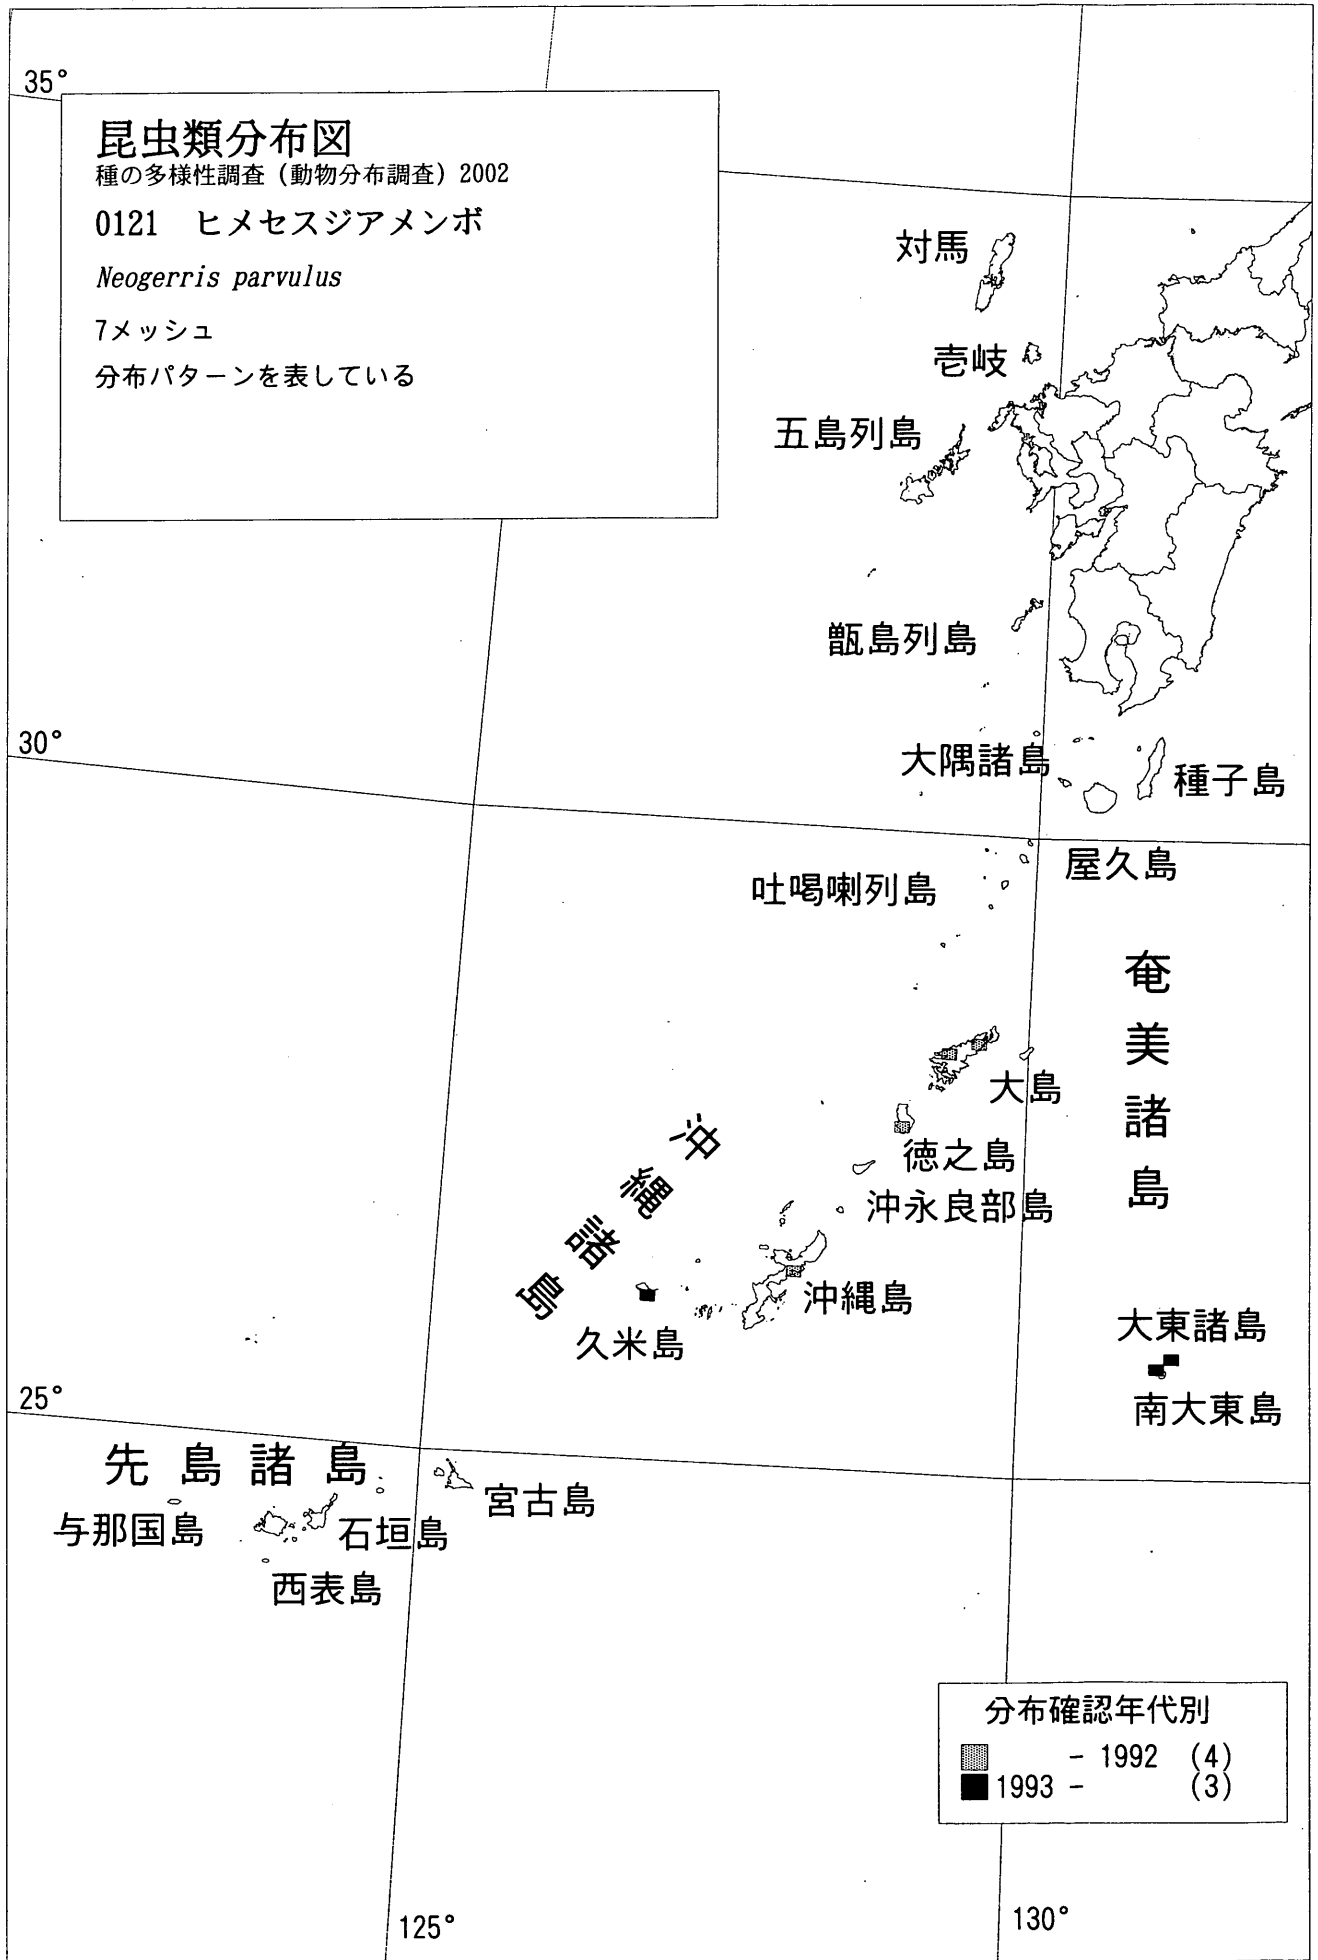 35°
昆虫類分布図
種の多様性調査（動物分布調査）2002
0121　ヒメセスジアメンボ
Neogerris parvulus
7メッシュ
分布パターンを表している
対馬
壱岐
五島列島
甑島列島
30°
大隅諸島
種子島
屋久島
吐喝喇列島
奄美諸島
大島
徳之島
沖永良部島
沖縄諸島
沖縄島
久米島
大東諸島
南大東島
25°
先島諸島
宮古島
与那国島
石垣島
西表島
分布確認年代別
- 1992 (4)
1993 - (3)
125°
130°